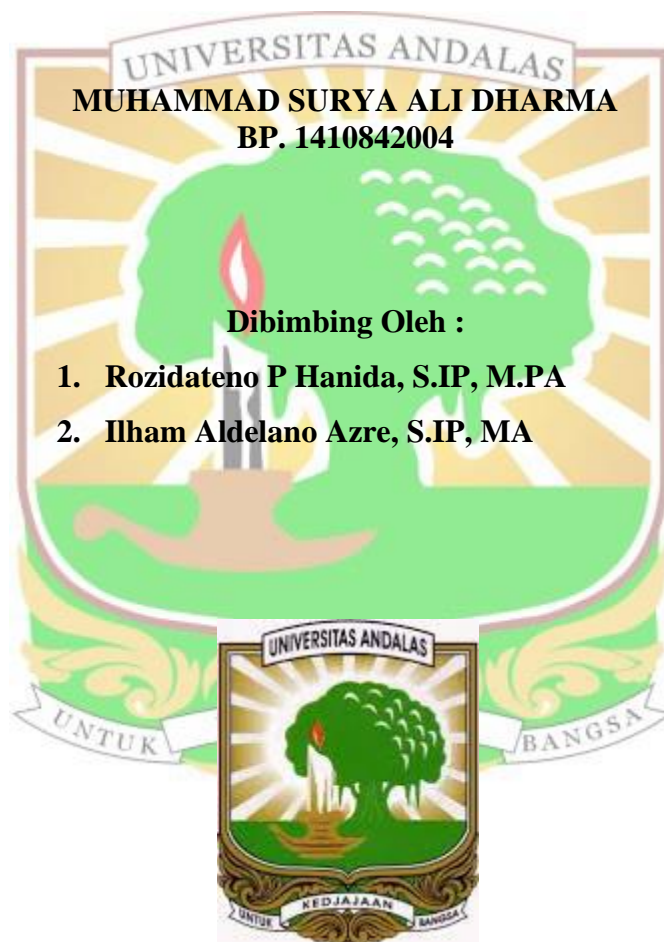 UNIVERSITAS ANDALAS
MUHAMMAD SURYA ALI DHARMA
BP. 1410842004
Dibimbing Oleh :
1. Rozidateno P Hanida, S.IP, M.PA
2. Ilham Aldelano Azre, S.IP, MA
UNIVERSITAS ANDALAS
UNTUK BANGSA
UNTUK KEDJAJAAN BANGSA